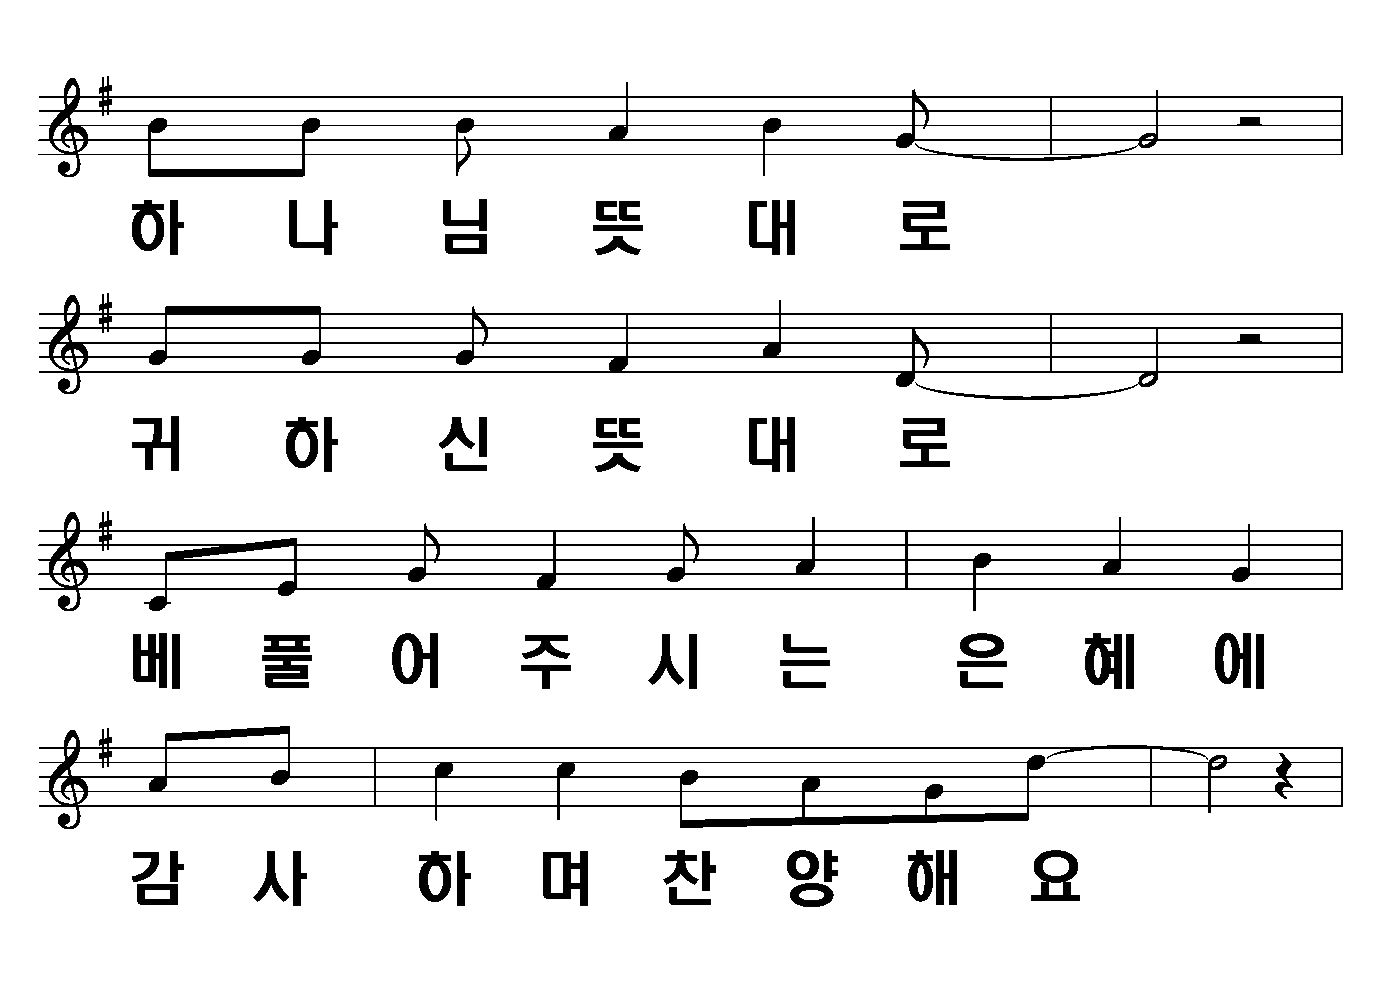 하 나 님 뜻 대 로
귀 하 신 뜻 대 로
베 풀 어 주 시 는 은 혜 에
감 사 하 며 찬 양 해 요